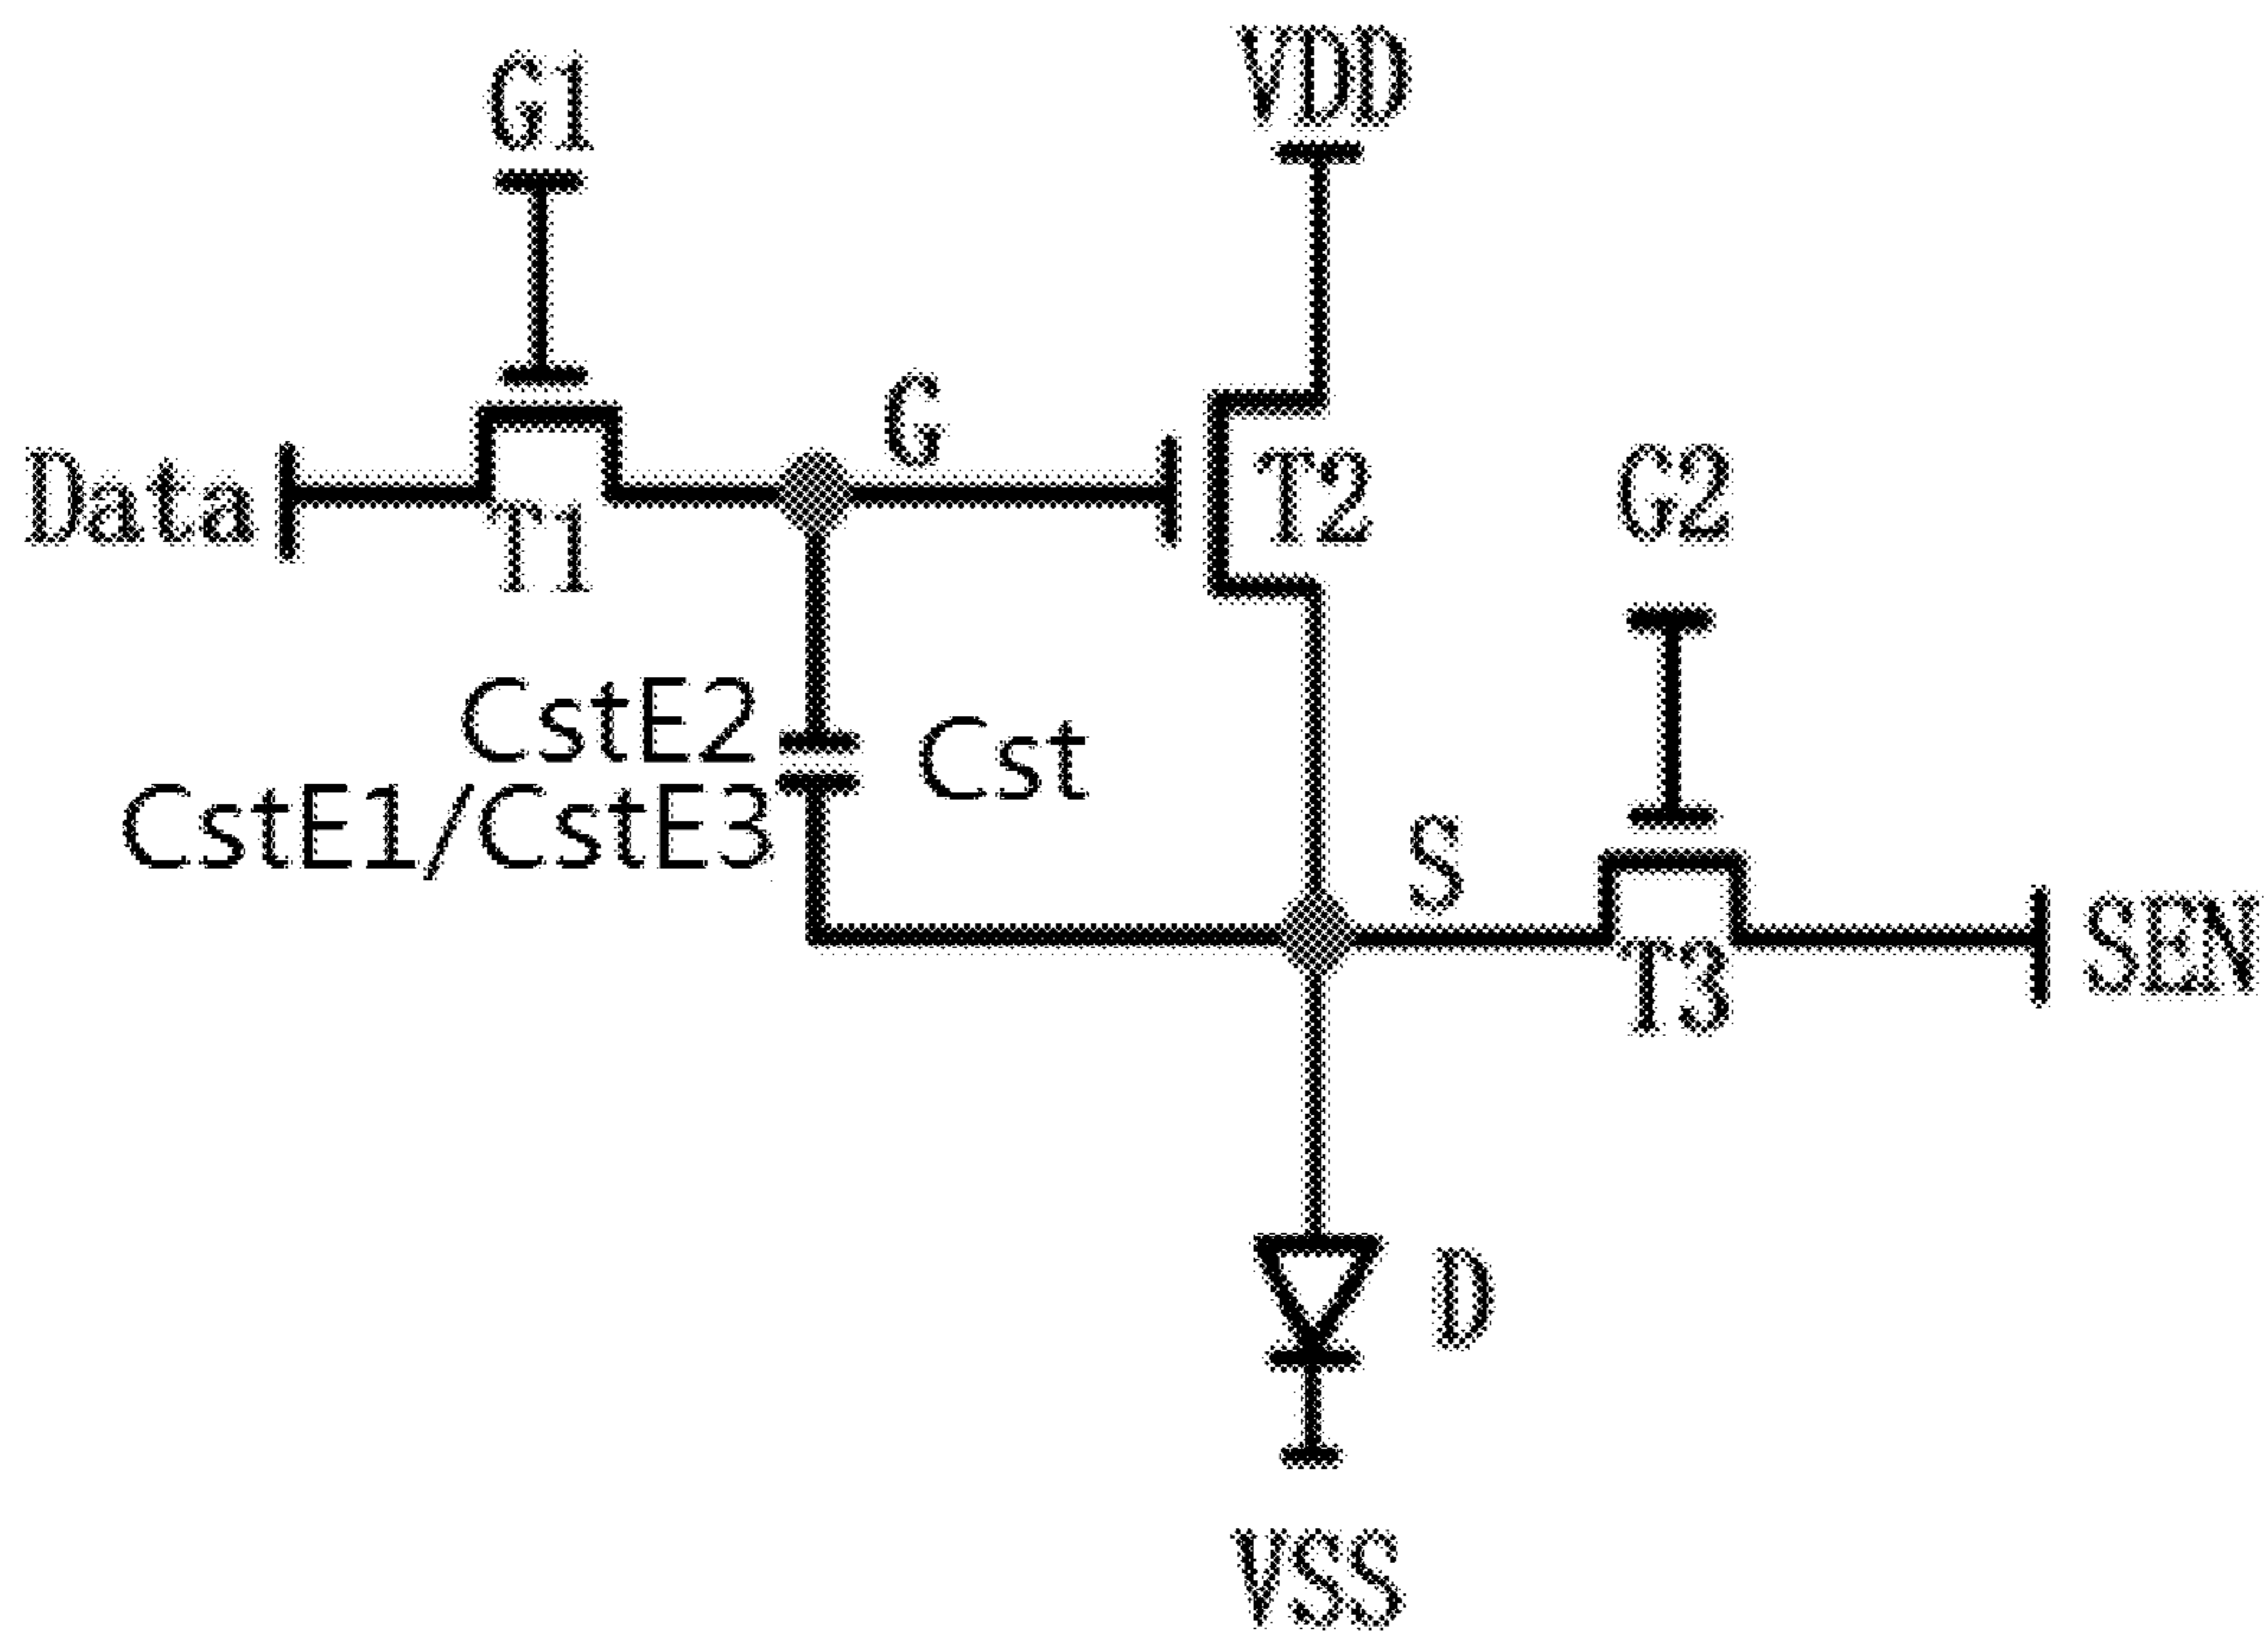 VDD
G1
G
Data
T1
T2
G2
CstE2
Cst
CstE1/CstE3
S
SEN
T3
D
VSS